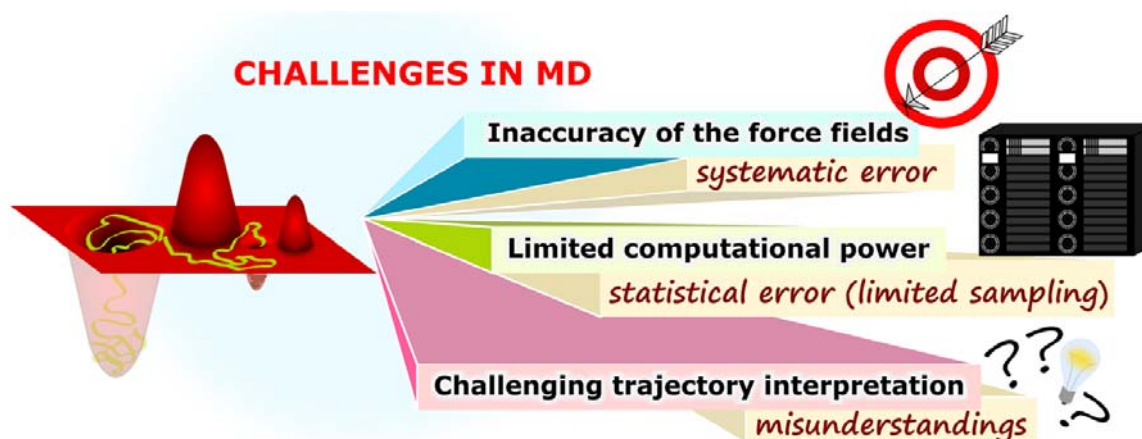 CHALLENGES IN MD
Inaccuracy of the force fields
systematic error
Limited computational power
statistical error (limited sampling)
? ? ?
Challenging trajectory interpretation
misunderstandings